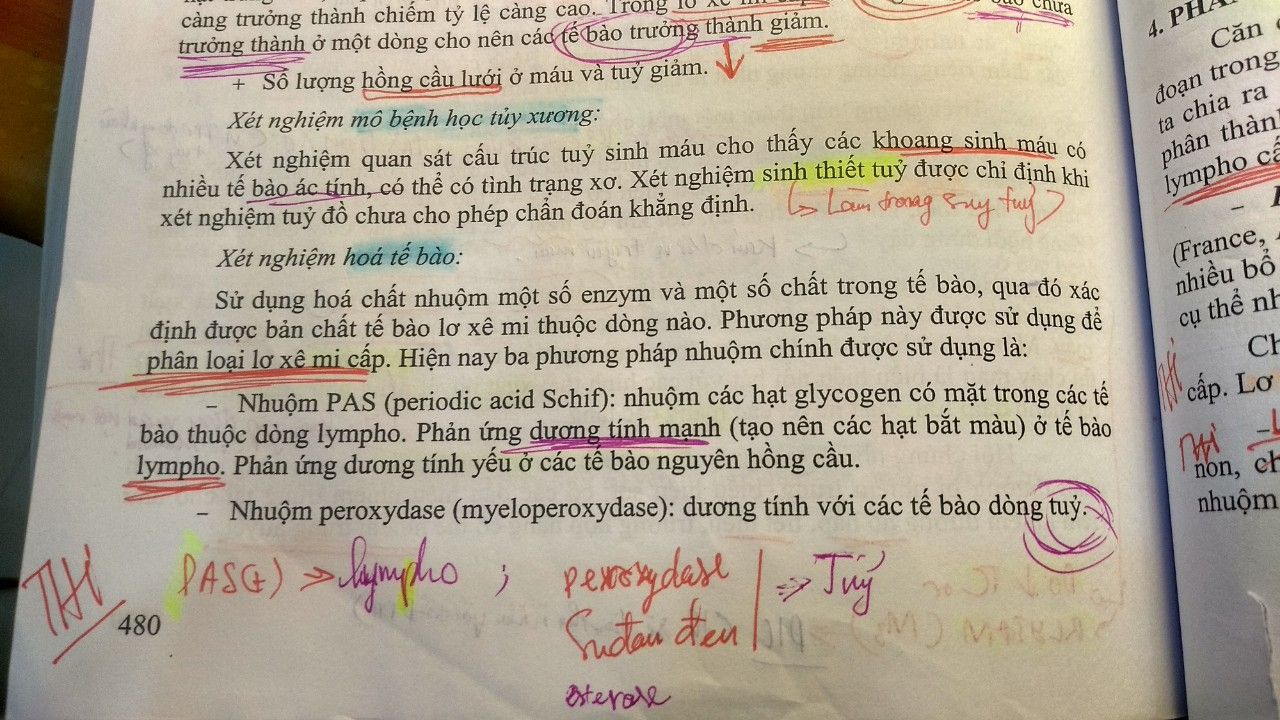 càng trưởng thành chiếm tỷ lệ càng cao. Trong lơ xê mi cấp
chưa
trưởng thành ở một dòng cho nên các tế bào trưởng thành giảm.
+ Số lượng hồng cầu lưới ở máu và tuỷ giảm. ↓
Xét nghiệm mô bệnh học tủy xương:
Xét nghiệm quan sát cấu trúc tuỷ sinh máu cho thấy các khoang sinh máu có
nhiều tế bào ác tính, có thể có tình trạng xơ. Xét nghiệm sinh thiết tuỷ được chỉ định khi
xét nghiệm tuỷ đồ chưa cho phép chẩn đoán khẳng định.
(→ Làm trong suy tuỷ)
Xét nghiệm hoá tế bào:
Sử dụng hoá chất nhuộm một số enzym và một số chất trong tế bào, qua đó xác
định được bản chất tế bào lơ xê mi thuộc dòng nào. Phương pháp này được sử dụng để
phân loại lơ xê mi cấp. Hiện nay ba phương pháp nhuộm chính được sử dụng là:
– Nhuộm PAS (periodic acid Schif): nhuộm các hạt glycogen có mặt trong các tế
bào thuộc dòng lympho. Phản ứng dương tính mạnh (tạo nên các hạt bắt màu) ở tế bào
lympho. Phản ứng dương tính yếu ở các tế bào nguyên hồng cầu.
– Nhuộm peroxydase (myeloperoxydase): dương tính với các tế bào dòng tuỷ.
THI
PAS(+) => lympho ; peroxydase
Sudan đen => Tuỷ
esterase
480
4. PHÂ
Căn
đoạn trong
ta chia ra
phân thàn
lympho cấ
–
(France,
nhiều bổ
cụ thể nh
Ch
THI
cấp. Lơ
THI
– L
non, ch
nhuộm